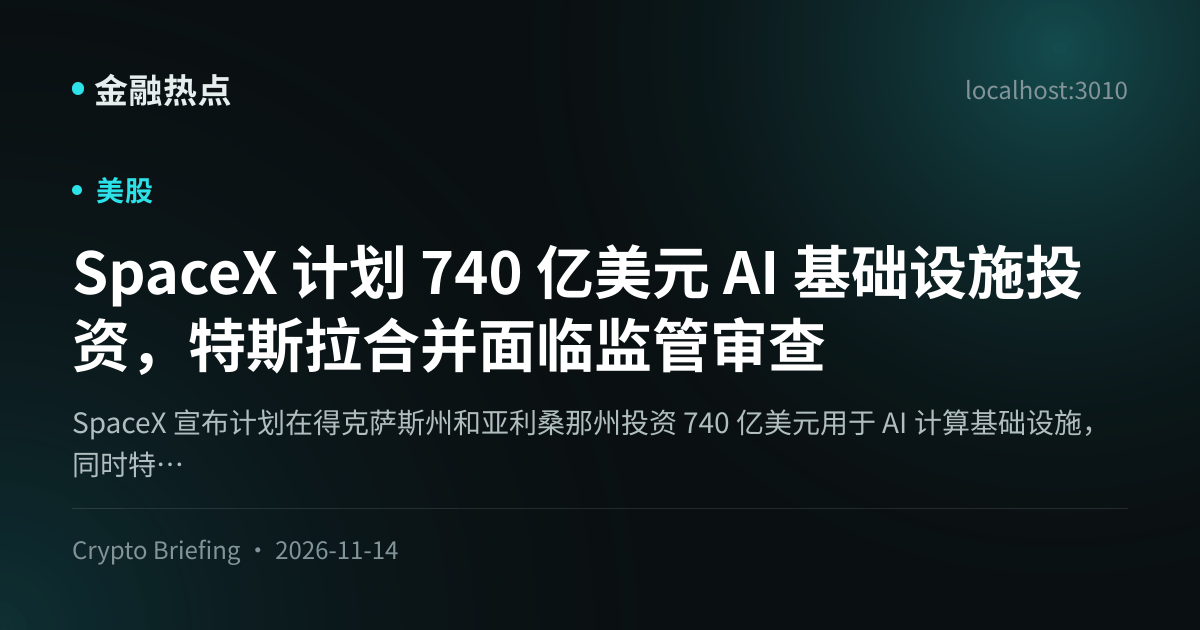 金融热点
localhost:3010
美股
SpaceX 计划 740 亿美元 AI 基础设施投
资，特斯拉合并面临监管审查
SpaceX 宣布计划在得克萨斯州和亚利桑那州投资 740 亿美元用于 AI 计算基础设施，
同时特…
Crypto Briefing • 2026-11-14